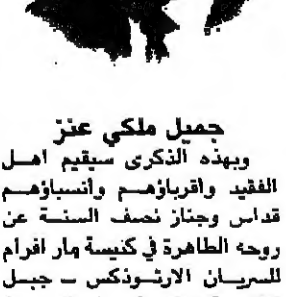 جميل ملكي عنز
وبهذه الذكرى سيقيم اهل
الفقيد واقرباؤهم وانسباؤهم
قداس وجناز نصف السنة عن
روحه الطاهرة في كنيسة مار افرام
للسريان الارثوذكس ــ جبل